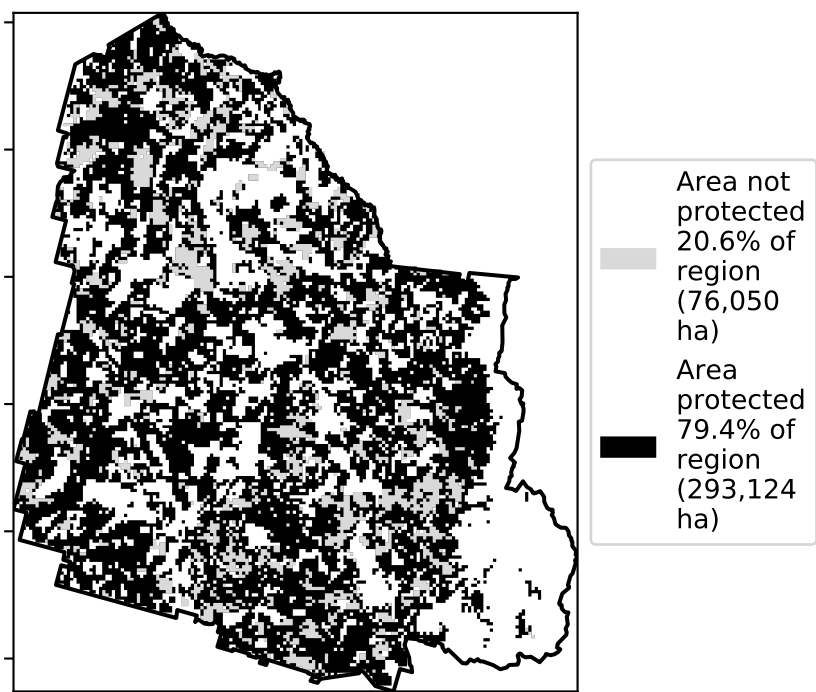 Area not
protected
20.6% of
region
(76,050
ha)
Area
protected
79.4% of
region
(293,124
ha)